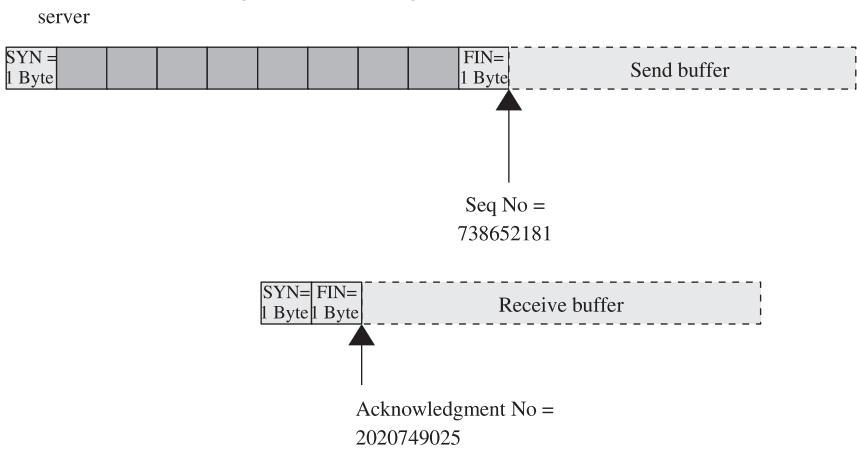 server
SYN =
1 Byte
FIN=
1 Byte
Send buffer
Seq No =
738652181
SYN=
1 Byte
FIN=
1 Byte
Receive buffer
Acknowledgment No =
2020749025